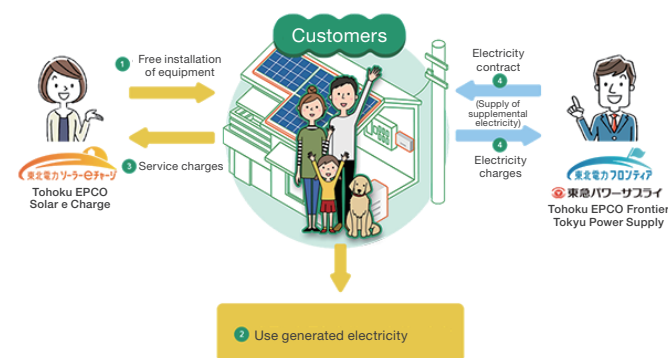 Customers
1 Free installation
of equipment
3 Service charges
東北電力ソーラーeチャージ
Tohoku EPCO
Solar e Charge
Electricity
contract
4
(Supply of
supplemental
electricity)
4
Electricity
charges
東北電力フロンティア
東急パワーサプライ
Tohoku EPCO Frontier
Tokyu Power Supply
2 Use generated electricity